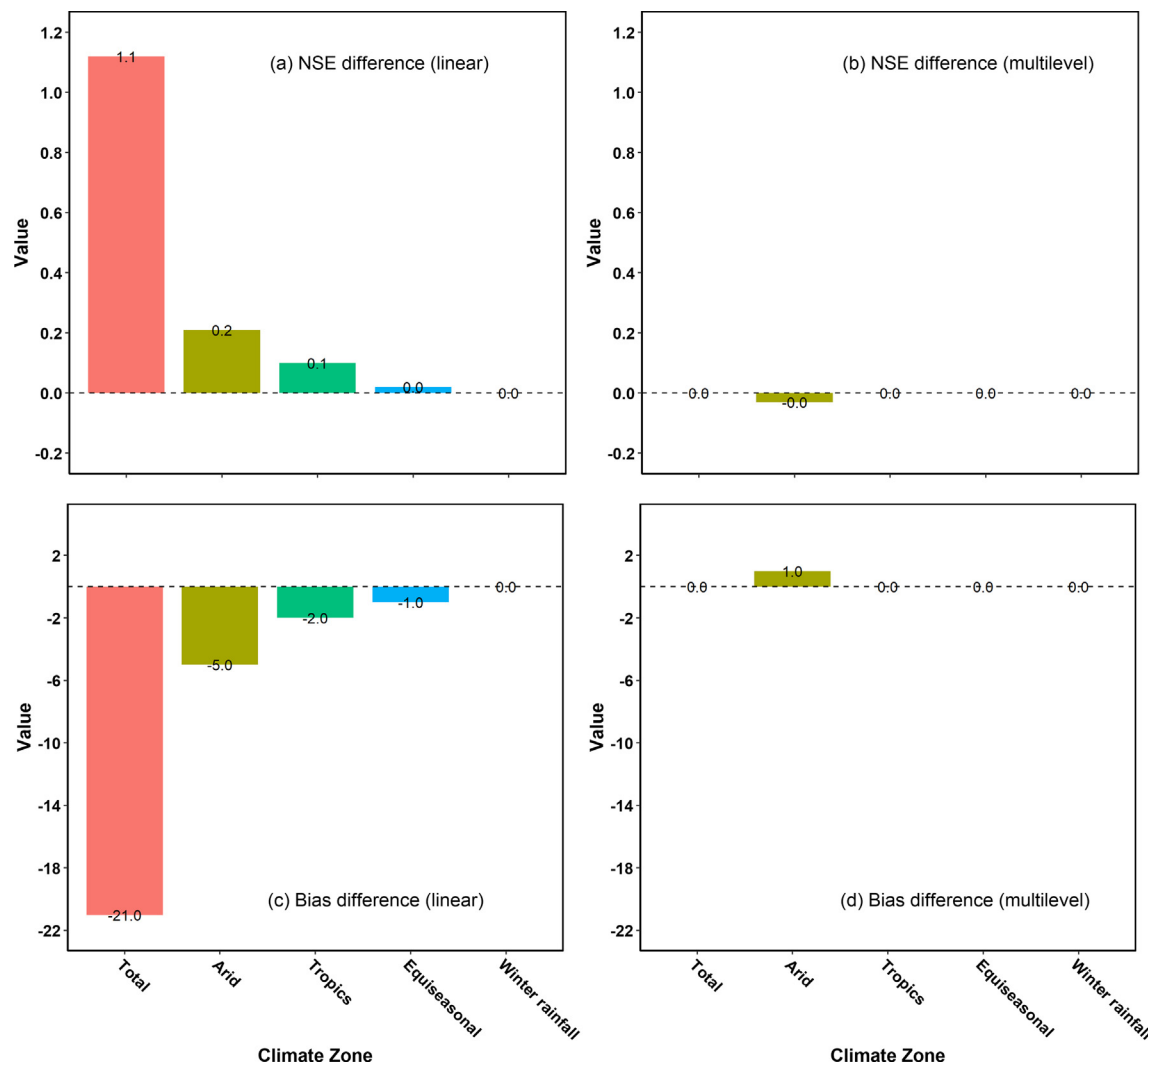 (a) NSE difference (linear)
Value
1.2
1.0
0.8
0.6
0.4
0.2
0.0
-0.2
1.1
0.2
0.1
0.0
0.0
(b) NSE difference (multilevel)
Value
1.2
1.0
0.8
0.6
0.4
0.2
0.0
-0.2
0.0
-0.0
0.0
0.0
0.0
(c) Bias difference (linear)
Value
2
-2
-6
-10
-14
-18
-22
-21.0
-5.0
-2.0
-1.0
0.0
Total
Arid
Tropics
Equiseasonal
Winter rainfall
Climate Zone
(d) Bias difference (multilevel)
Value
2
-2
-6
-10
-14
-18
-22
0.0
1.0
0.0
0.0
0.0
Total
Arid
Tropics
Equiseasonal
Winter rainfall
Climate Zone